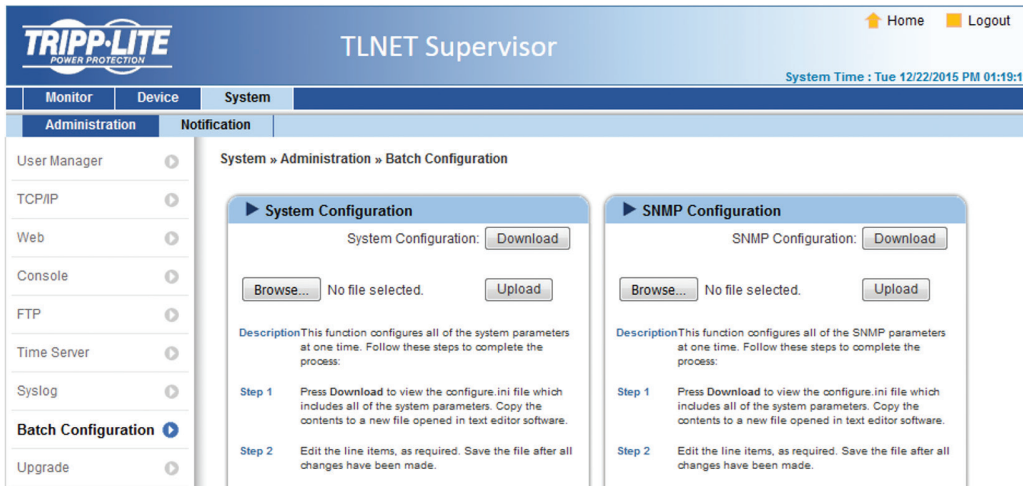 TRIPP·LITE
POWER PROTECTION
TLNET Supervisor
Home
Logout
System Time : Tue 12/22/2015 PM 01:19:1
Monitor
Device
System
Administration
Notification
User Manager
TCP/IP
Web
Console
FTP
Time Server
Syslog
Batch Configuration
Upgrade
System » Administration » Batch Configuration
System Configuration
System Configuration: Download
Browse... No file selected. Upload
Description This function configures all of the system parameters
at one time. Follow these steps to complete the
process:
Step 1 Press Download to view the configure.ini file which
includes all of the system parameters. Copy the
contents to a new file opened in text editor software.
Step 2 Edit the line items, as required. Save the file after all
changes have been made.
SNMP Configuration
SNMP Configuration: Download
Browse... No file selected. Upload
Description This function configures all of the SNMP parameters
at one time. Follow these steps to complete the
process:
Step 1 Press Download to view the configure.ini file which
includes all of the system parameters. Copy the
contents to a new file opened in text editor software.
Step 2 Edit the line items, as required. Save the file after all
changes have been made.